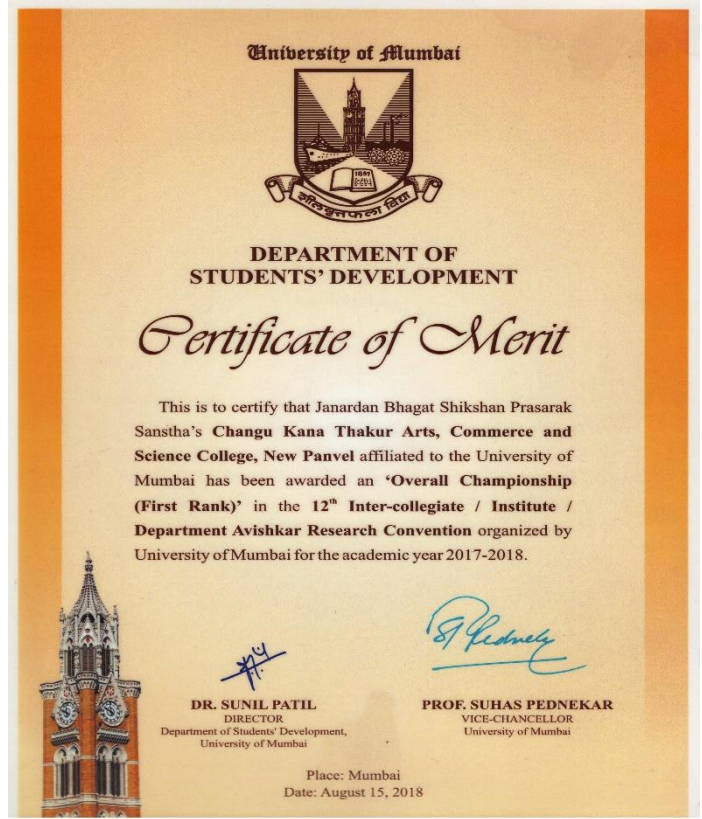 University of Mumbai
1857
शीलवृत्तफला विद्या
DEPARTMENT OF
STUDENTS' DEVELOPMENT
Certificate of Merit
This is to certify that Janardan Bhagat Shikshan Prasarak
Sanstha's Changu Kana Thakur Arts, Commerce and
Science College, New Panvel affiliated to the University of
Mumbai has been awarded an ‘Overall Championship
(First Rank)’ in the 12th Inter-collegiate / Institute /
Department Avishkar Research Convention organized by
University of Mumbai for the academic year 2017-2018.
DR. SUNIL PATIL
DIRECTOR
Department of Students' Development,
University of Mumbai
PROF. SUHAS PEDNEKAR
VICE-CHANCELLOR
University of Mumbai
Place: Mumbai
Date: August 15, 2018